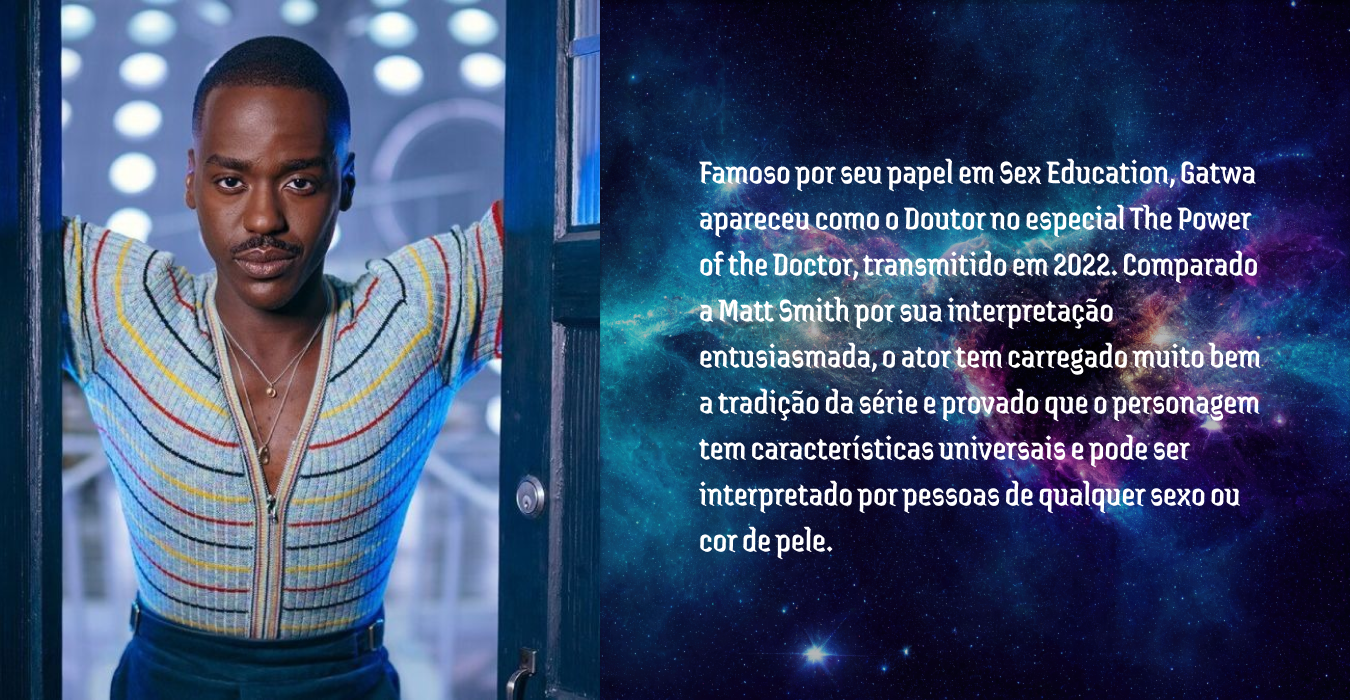 Famoso por seu papel em Sex Education, Gatwa
apareceu como o Doutor no especial The Power
of the Doctor, transmitido em 2022. Comparado
a Matt Smith por sua interpretação
entusiasmada, o ator tem carregado muito bem
a tradição da série e provado que o personagem
tem características universais e pode ser
interpretado por pessoas de qualquer sexo ou
cor de pele.